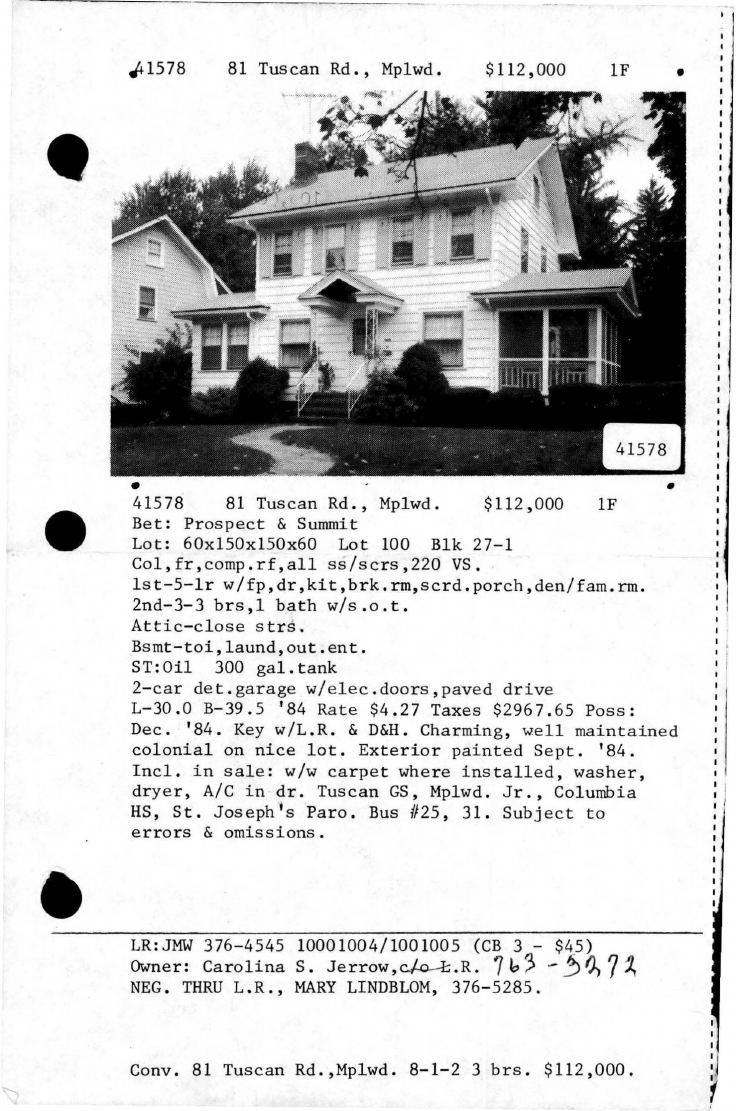 41578 81 Tuscan Rd., Mplwd. $112,000 1F
41578
41578 81 Tuscan Rd., Mplwd. $112,000 1F
Bet: Prospect & Summit
Lot: 60x150x150x60 Lot 100 Blk 27-1
Col,fr,comp.rf,all ss/scrs,220 VS.
1st-5-lr w/fp,dr,kit,brk.rm,scrd.porch,den/fam.rm.
2nd-3-3 brs,1 bath w/s.o.t.
Attic-close strs.
Bsmt-toi,laund,out.ent.
ST:Oil 300 gal.tank
2-car det.garage w/elec.doors,paved drive
L-30.0 B-39.5 '84 Rate $4.27 Taxes $2967.65 Poss:
Dec. '84. Key w/L.R. & D&H. Charming, well maintained
colonial on nice lot. Exterior painted Sept. '84.
Incl. in sale: w/w carpet where installed, washer,
dryer, A/C in dr. Tuscan GS, Mplwd. Jr., Columbia
HS, St. Joseph's Paro. Bus #25, 31. Subject to
errors & omissions.
LR:JMW 376-4545 10001004/1001005 (CB 3 - $45)
Owner: Carolina S. Jerrow,c/o L.R. 763-5272
NEG. THRU L.R., MARY LINDBLOM, 376-5285.
Conv. 81 Tuscan Rd.,Mplwd. 8-1-2 3 brs. $112,000.